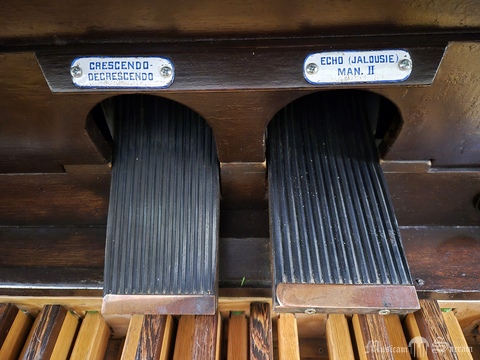 CRESCENDO-
DECRESCENDO
ECHO (JALOUSIE)
MAN. II